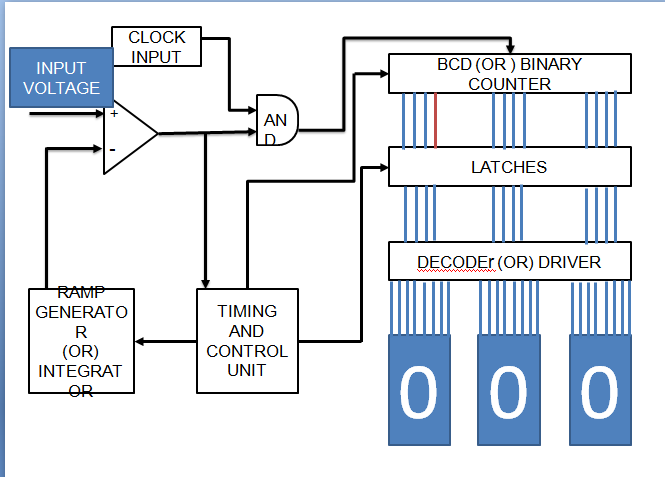 CLOCK
INPUT
INPUT
VOLTAGE
+
-
AN
D
BCD (OR ) BINARY
COUNTER
LATCHES
DECODEr (OR) DRIVER
RAMP
GENERATO
R
(OR)
INTEGRAT
OR
TIMING
AND
CONTROL
UNIT
0 0 0